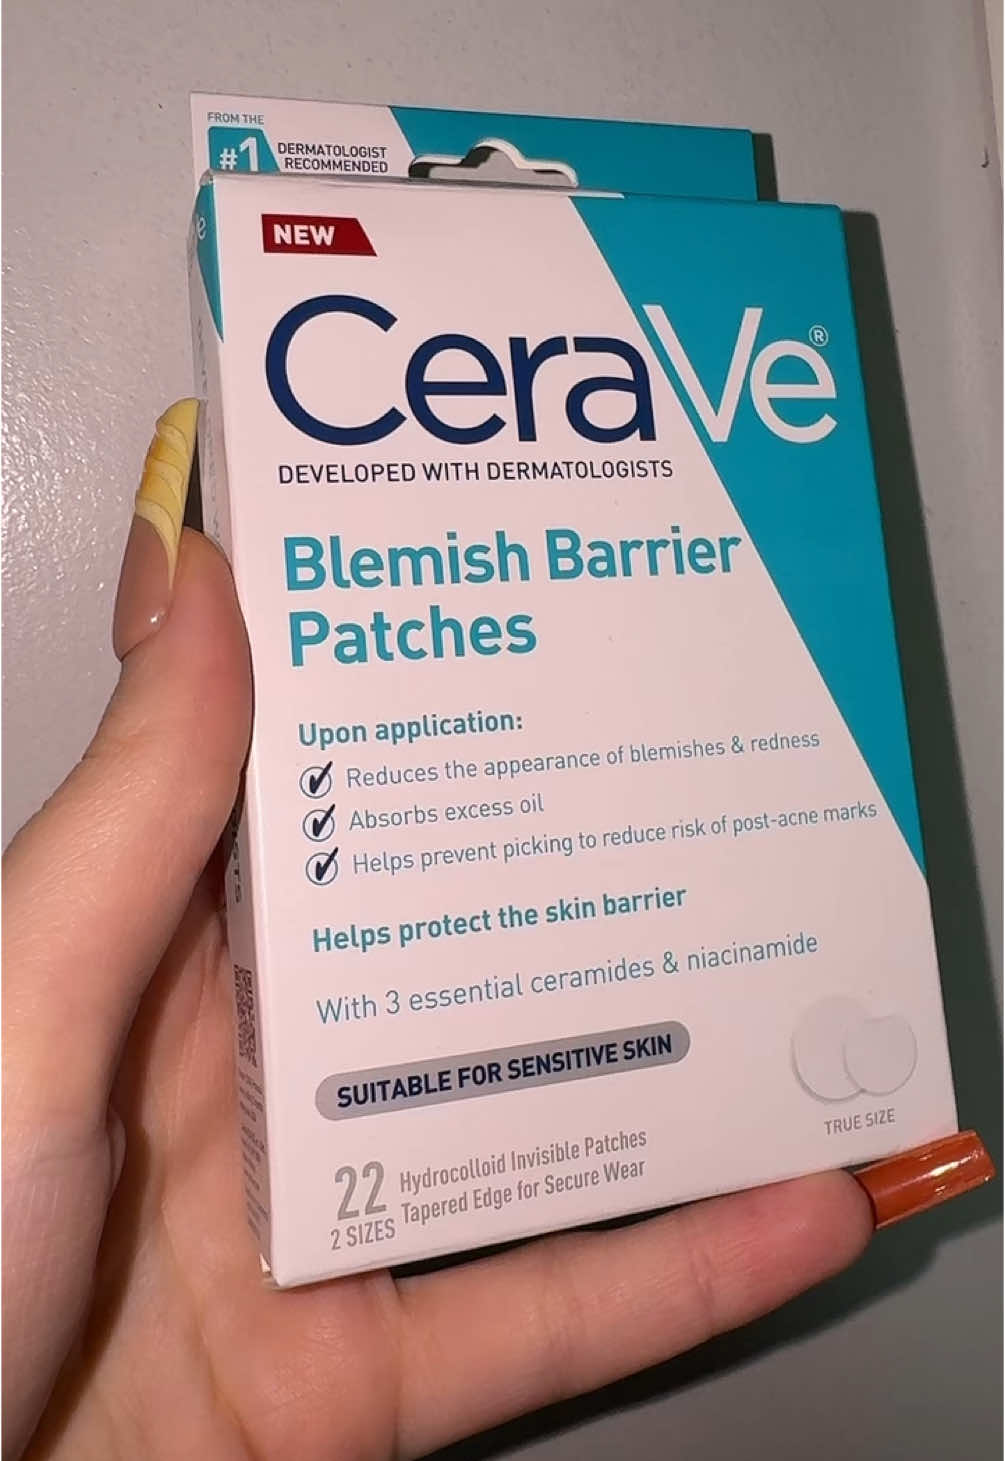 FROM THE
#1 DERMATOLOGIST
RECOMMENDED
NEW
CeraVe®
DEVELOPED WITH DERMATOLOGISTS
Blemish Barrier
Patches
Upon application:
Reduces the appearance of blemishes & redness
Absorbs excess oil
Helps prevent picking to reduce risk of post-acne marks
Helps protect the skin barrier
With 3 essential ceramides & niacinamide
SUITABLE FOR SENSITIVE SKIN
TRUE SIZE
22 Hydrocolloid Invisible Patches
2 SIZES Tapered Edge for Secure Wear